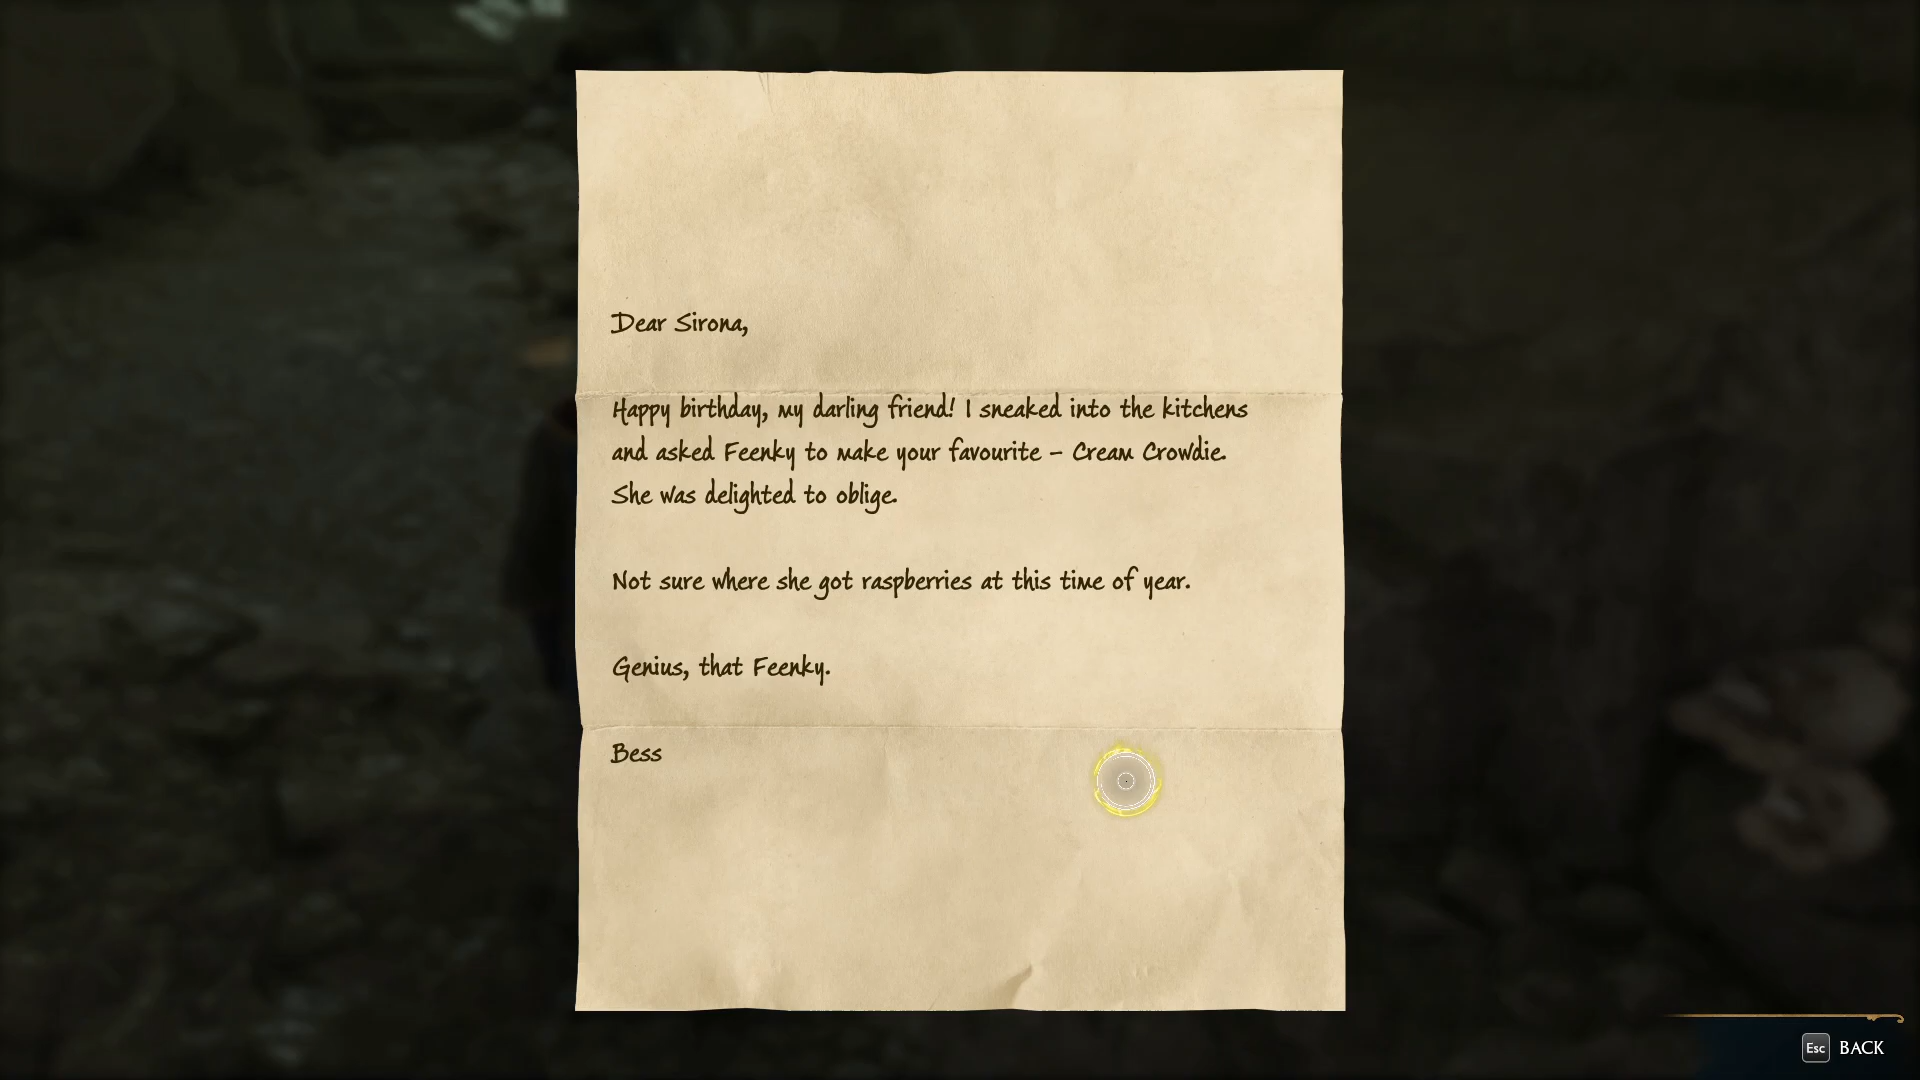 Dear Sirona,
Happy birthday, my darling friend! I sneaked into the kitchens
and asked Feenky to make your favourite – Cream Crowdie.
She was delighted to oblige.
Not sure where she got raspberries at this time of year.
Genius, that Feenky.
Bess
Esc BACK